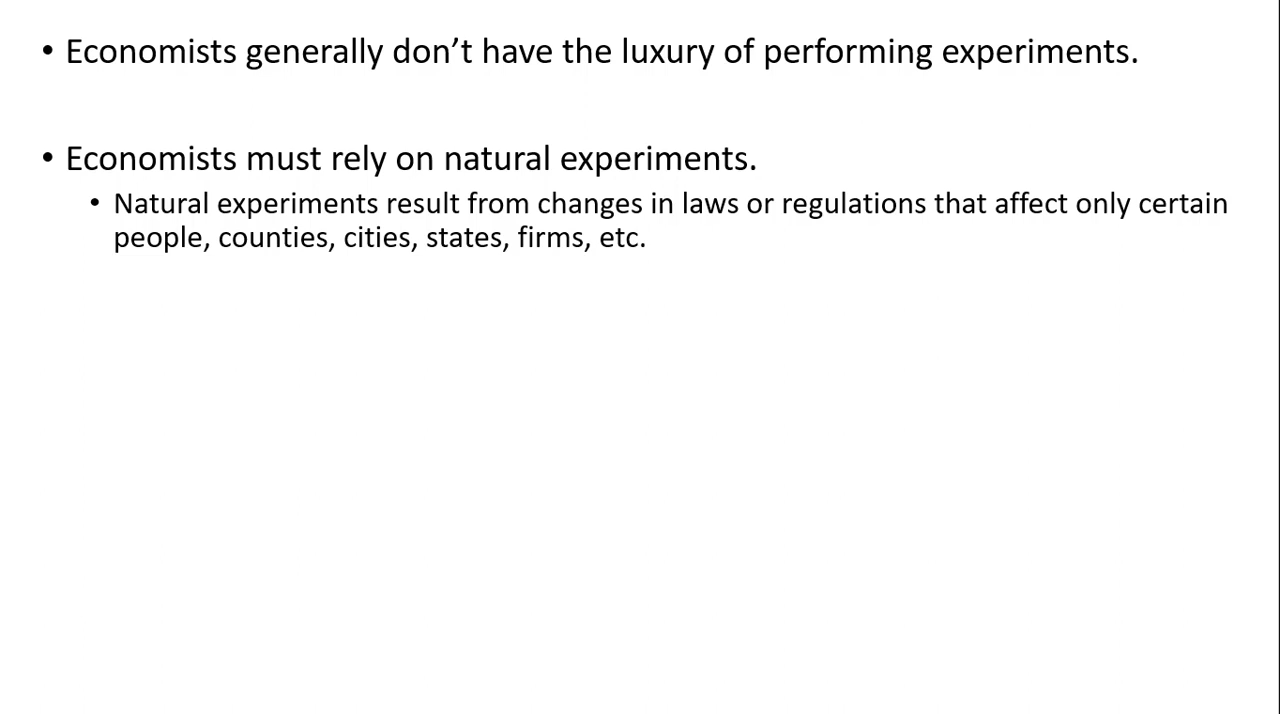 • Economists generally don’t have the luxury of performing experiments.
• Economists must rely on natural experiments.
• Natural experiments result from changes in laws or regulations that affect only certain
people, counties, cities, states, firms, etc.